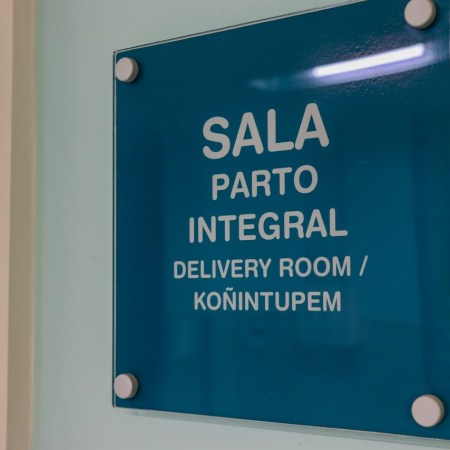 SALA
PARTO
INTEGRAL
DELIVERY ROOM /
KOÑINTUPEM